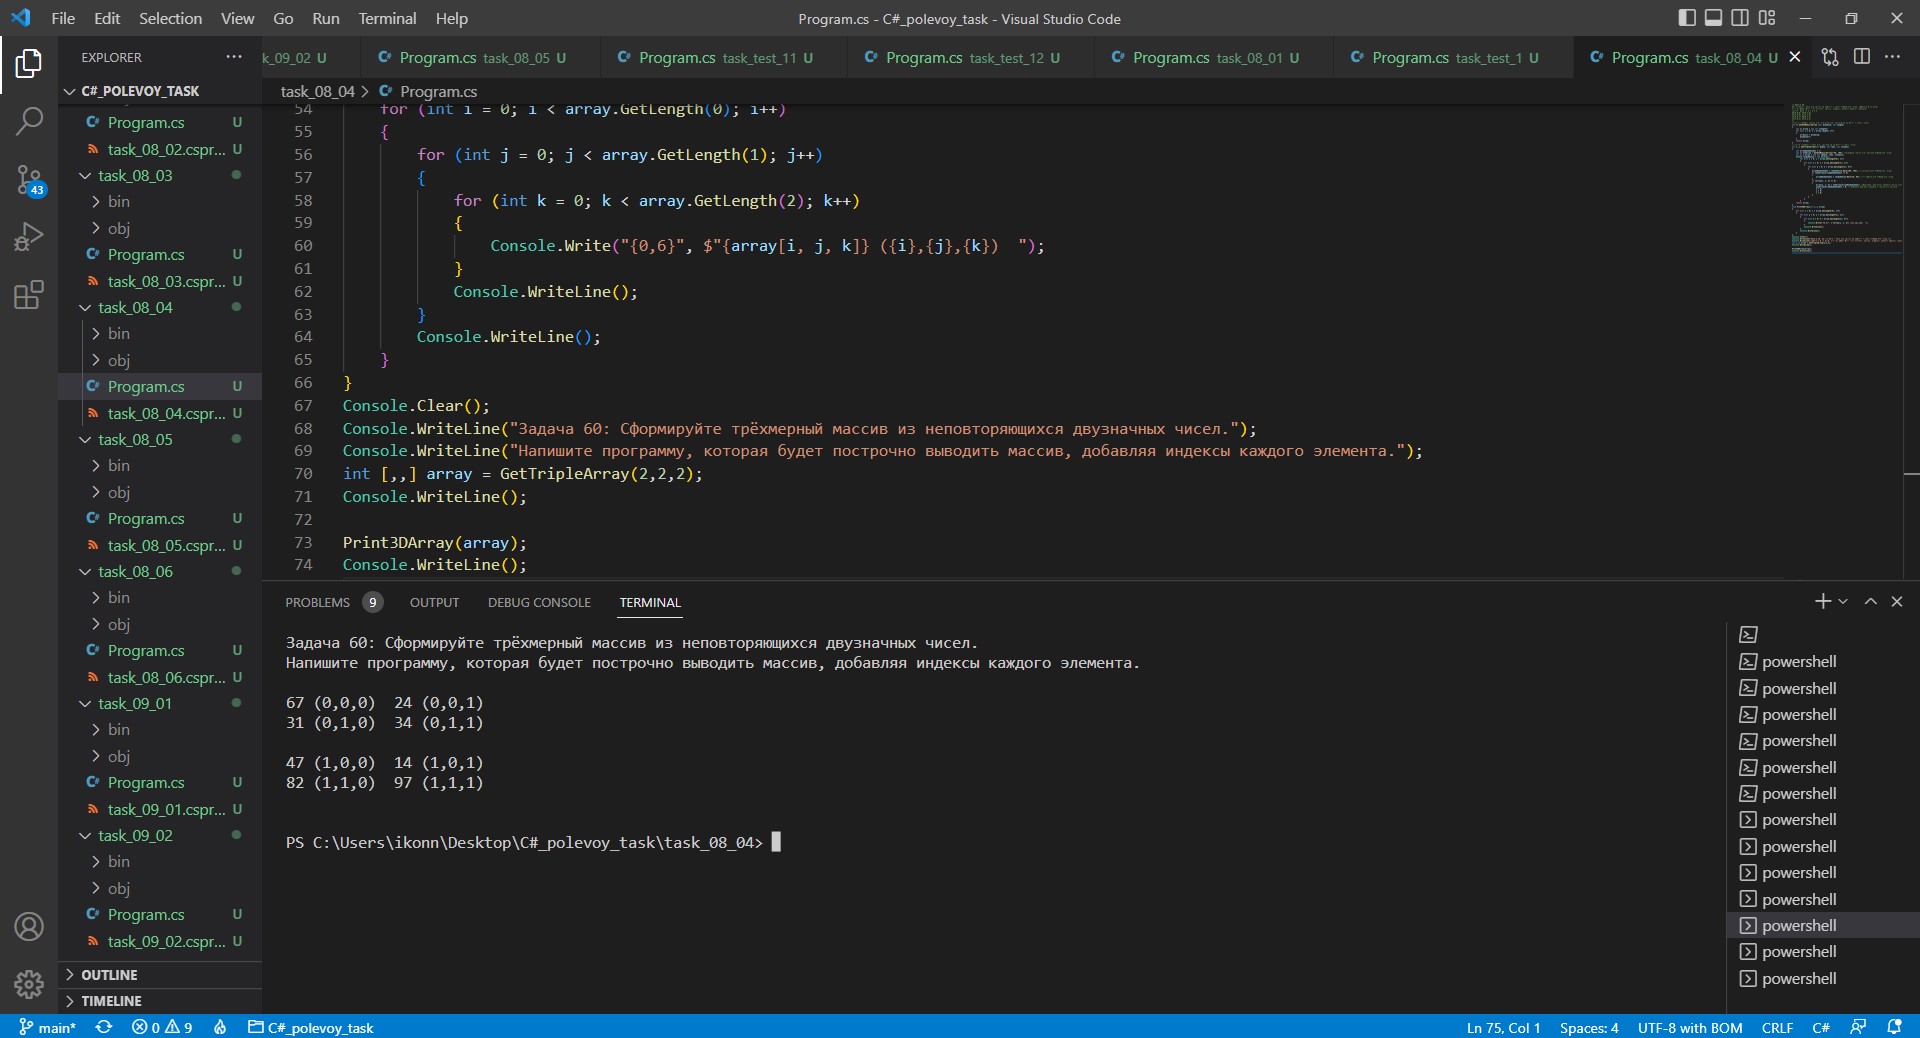 File Edit Selection View Go Run Terminal Help
Program.cs - C#_polevoy_task - Visual Studio Code
EXPLORER
C#_POLEVOY_TASK
Program.cs U
task_08_02.cspr... U
task_08_03
bin
obj
Program.cs U
task_08_03.cspr... U
task_08_04
bin
obj
Program.cs U
task_08_04.cspr... U
task_08_05
bin
obj
Program.cs U
task_08_05.cspr... U
task_08_06
bin
obj
Program.cs U
task_08_06.cspr... U
task_09_01
bin
obj
Program.cs U
task_09_01.cspr... U
task_09_02
bin
obj
Program.cs U
task_09_02.cspr... U
OUTLINE
TIMELINE
43
k_09_02 U
Program.cs task_08_05 U
Program.cs task_test_11 U
Program.cs task_test_12 U
Program.cs task_08_01 U
Program.cs task_test_1 U
Program.cs task_08_04 U
task_08_04 > Program.cs
54 for (int i = 0; i < array.GetLength(0); i++)
55 {
56 for (int j = 0; j < array.GetLength(1); j++)
57 {
58 for (int k = 0; k < array.GetLength(2); k++)
59 {
60 Console.Write("{0,6}", $"{array[i, j, k]} ({i},{j},{k})  ");
61 }
62 Console.WriteLine();
63 }
64 Console.WriteLine();
65 }
66 }
67 Console.Clear();
68 Console.WriteLine("Задача 60: Сформируйте трёхмерный массив из неповторяющихся двузначных чисел.");
69 Console.WriteLine("Напишите программу, которая будет построчно выводить массив, добавляя индексы каждого элемента.");
70 int [,,] array = GetTripleArray(2,2,2);
71 Console.WriteLine();
72
73 Print3DArray(array);
74 Console.WriteLine();
PROBLEMS 9 OUTPUT DEBUG CONSOLE TERMINAL
Задача 60: Сформируйте трёхмерный массив из неповторяющихся двузначных чисел.
Напишите программу, которая будет построчно выводить массив, добавляя индексы каждого элемента.
67 (0,0,0)  24 (0,0,1)
31 (0,1,0)  34 (0,1,1)
47 (1,0,0)  14 (1,0,1)
82 (1,1,0)  97 (1,1,1)
PS C:\Users\ikonn\Desktop\C#_polevoy_task\task_08_04>
powershell
powershell
powershell
powershell
powershell
powershell
powershell
powershell
powershell
powershell
powershell
powershell
powershell
main* 0 9 C#_polevoy_task
Ln 75, Col 1 Spaces: 4 UTF-8 with BOM CRLF C#